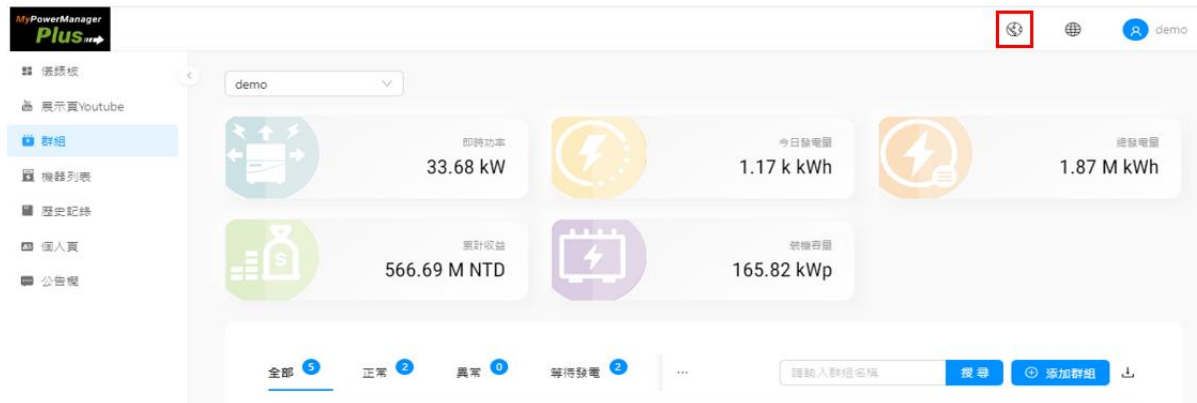 MyPowerManager
Plus
demo
儀錶板
展示頁Youtube
群組
機器列表
歷史記錄
個人頁
公告欄
demo
即時功率
33.68 kW
今日發電量
1.17 k kWh
總發電量
1.87 M kWh
累計收益
566.69 M NTD
裝機容量
165.82 kWp
全部 5
正常 2
異常 0
等待發電 2
...
請輸入群組名稱
搜尋
添加群組